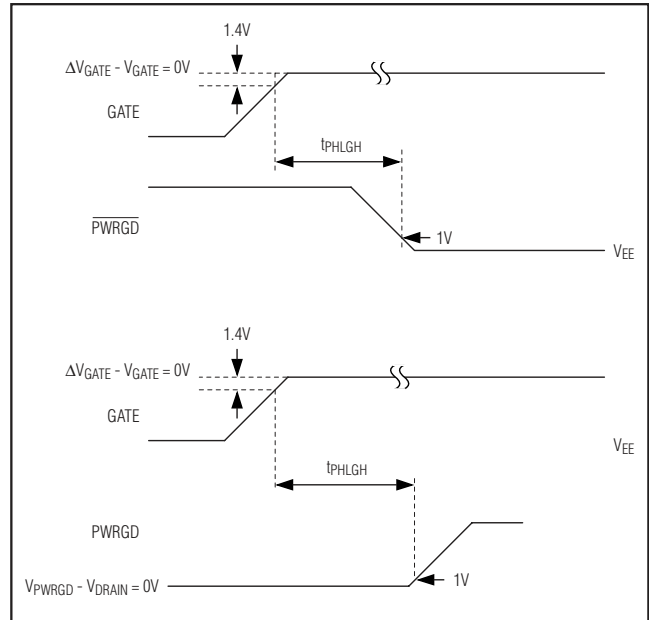 1.4V
ΔVGATE - VGATE = 0V
GATE
tPHLGH
PWRGD
1V
VEE
1.4V
ΔVGATE - VGATE = 0V
GATE
VEE
tPHLGH
PWRGD
VPWRGD - VDRAIN = 0V
1V